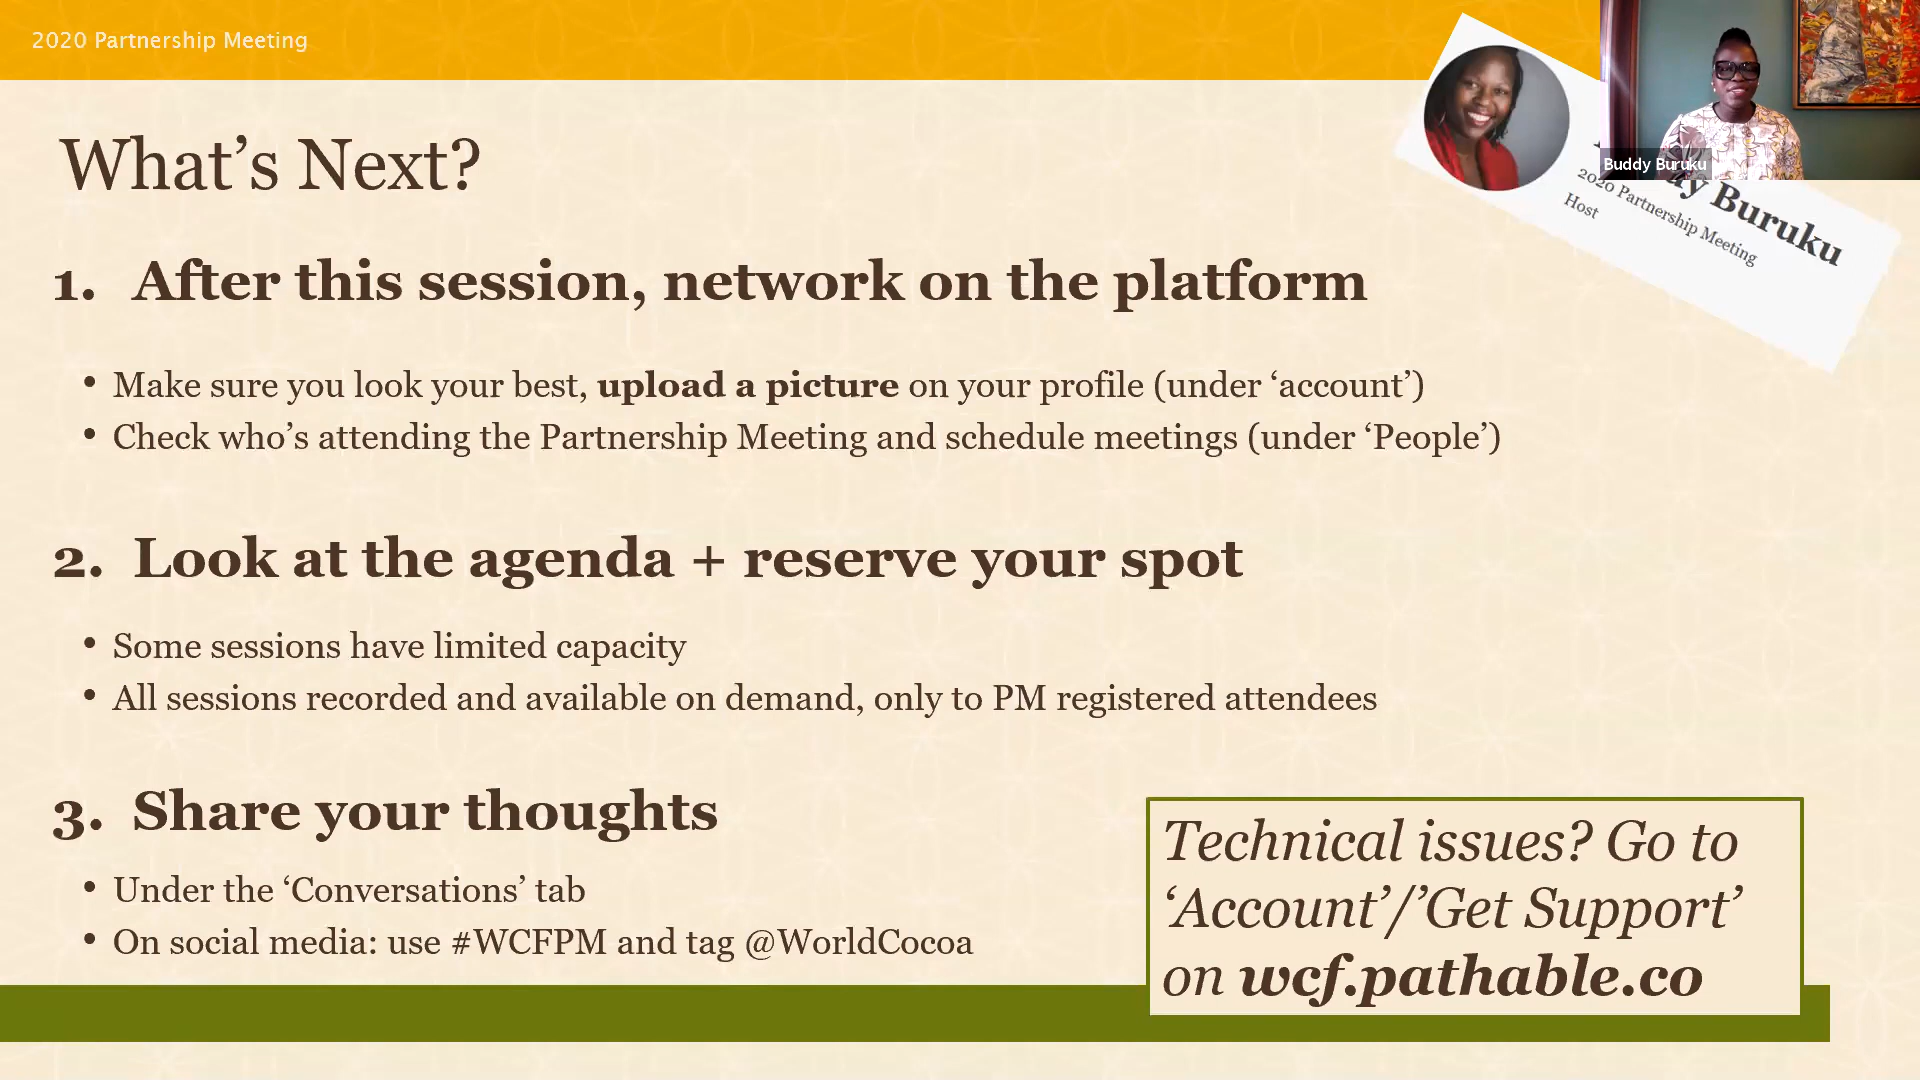 2020 Partnership Meeting
Buddy Buruku
Buruku
2020 Partnership Meeting
Host
What’s Next?
1. After this session, network on the platform
• Make sure you look your best, upload a picture on your profile (under ‘account’)
• Check who’s attending the Partnership Meeting and schedule meetings (under ‘People’)
2. Look at the agenda + reserve your spot
• Some sessions have limited capacity
• All sessions recorded and available on demand, only to PM registered attendees
3. Share your thoughts
• Under the ‘Conversations’ tab
• On social media: use #WCFPM and tag @WorldCocoa
Technical issues? Go to
‘Account’/’Get Support’
on wcf.pathable.co